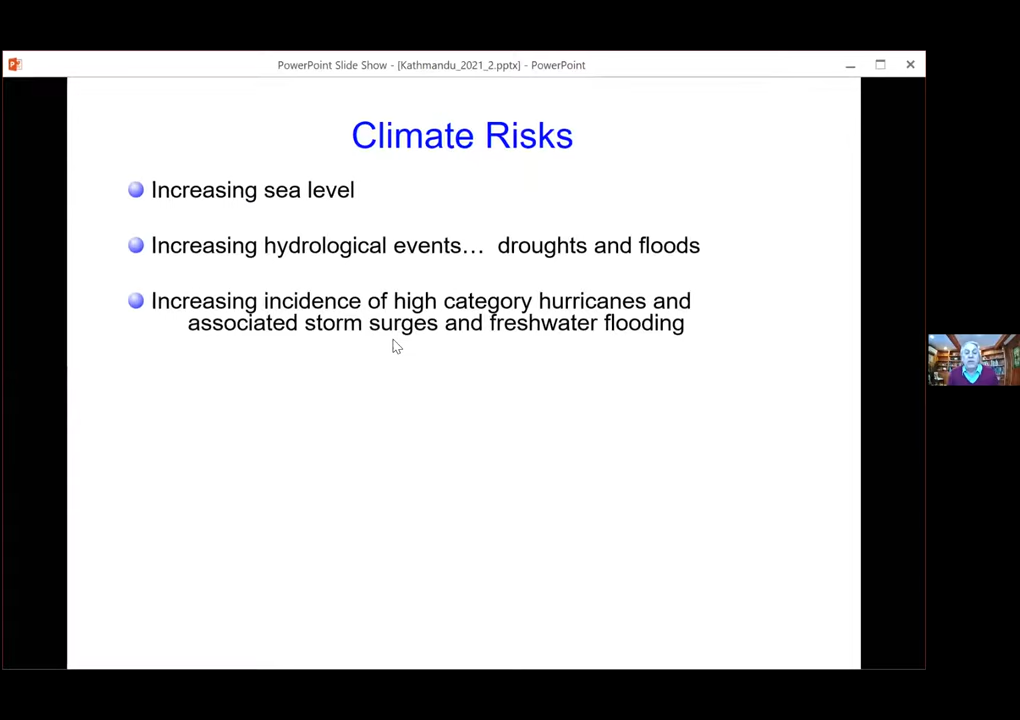 PowerPoint Slide Show - [Kathmandu_2021_2.pptx] - PowerPoint
Climate Risks
Increasing sea level
Increasing hydrological events… droughts and floods
Increasing incidence of high category hurricanes and
associated storm surges and freshwater flooding